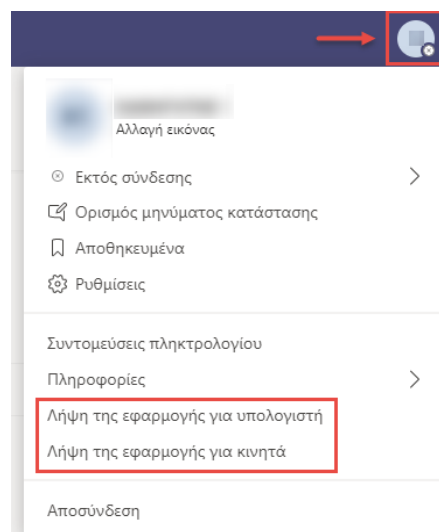 Αλλαγή εικόνας
Εκτός σύνδεσης
Ορισμός μηνύματος κατάστασης
Αποθηκευμένα
Ρυθμίσεις
Συντομεύσεις πληκτρολογίου
Πληροφορίες
Λήψη της εφαρμογής για υπολογιστή
Λήψη της εφαρμογής για κινητά
Αποσύνδεση